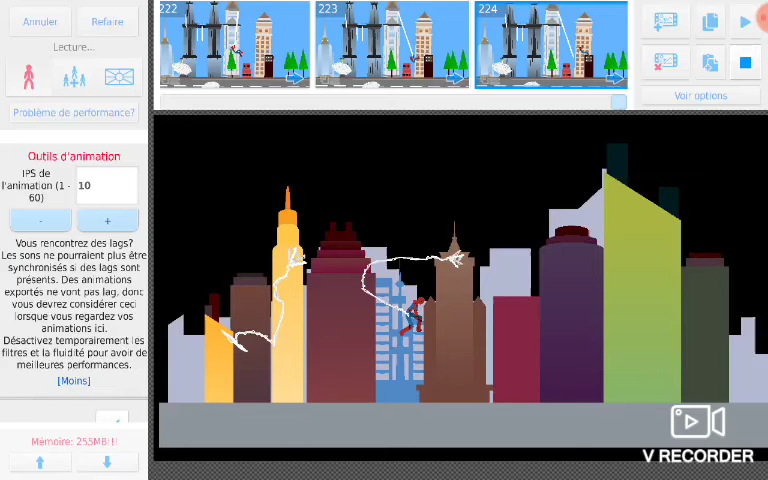 Annuler
Refaire
Lecture...
Problème de performance?
Outils d'animation
IPS de
l'animation (1 -
60)
10
-
+
Vous rencontrez des lags?
Les sons ne pourraient plus être
synchronisés si des lags sont
présents. Des animations
exportés ne vont pas lag, donc
vous devrez considérer ceci
lorsque vous regardez vos
animations ici.
Désactivez temporairement les
filtres et la fluidité pour avoir de
meilleures performances.
[Moins]
222
223
224
Voir options
V RECORDER